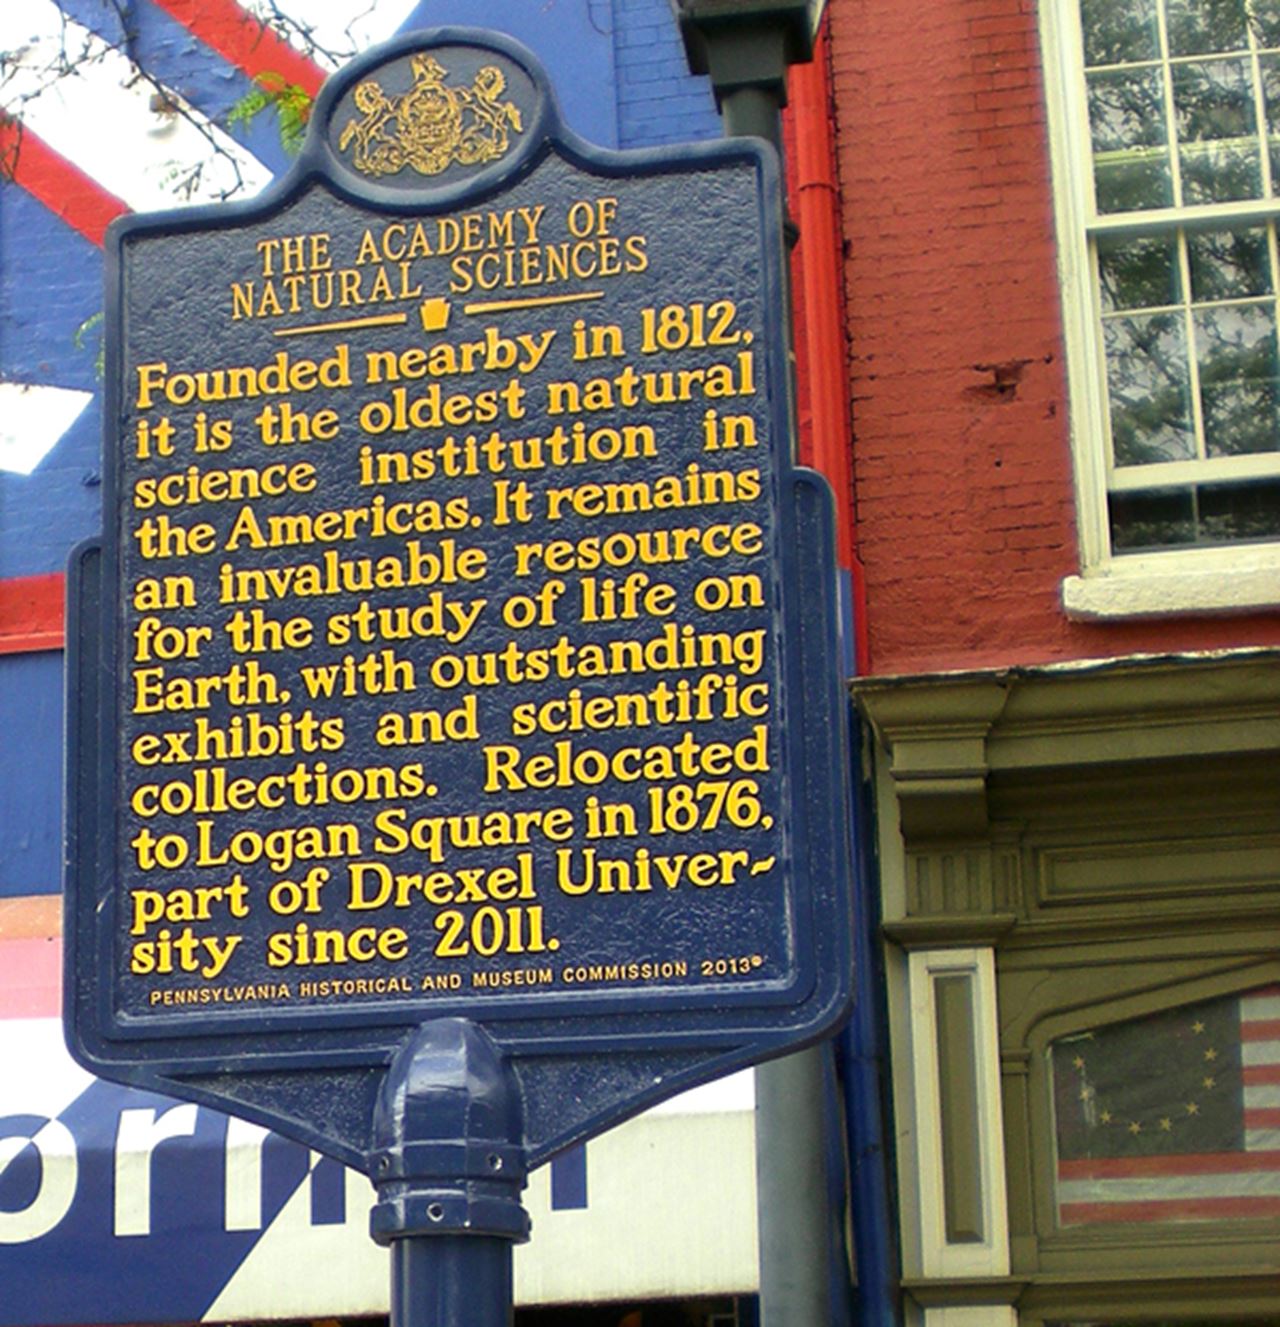 THE ACADEMY OF
NATURAL SCIENCES
Founded nearby in 1812,
it is the oldest natural
science institution in
the Americas. It remains
an invaluable resource
for the study of life on
Earth, with outstanding
exhibits and scientific
collections. Relocated
to Logan Square in 1876,
part of Drexel Univer-
sity since 2011.
PENNSYLVANIA HISTORICAL AND MUSEUM COMMISSION 2013